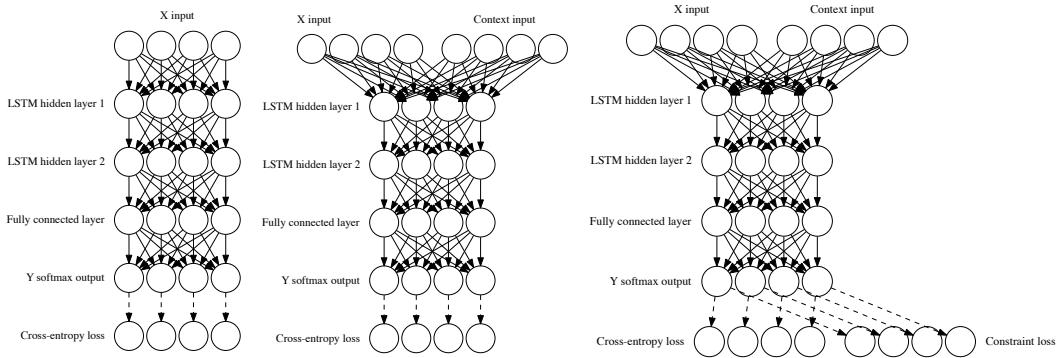 X input
LSTM hidden layer 1
LSTM hidden layer 2
Fully connected layer
Y softmax output
Cross-entropy loss
X input
Context input
LSTM hidden layer 1
LSTM hidden layer 2
Fully connected layer
Y softmax output
Cross-entropy loss
X input
Context input
LSTM hidden layer 1
LSTM hidden layer 2
Fully connected layer
Y softmax output
Cross-entropy loss
Constraint loss